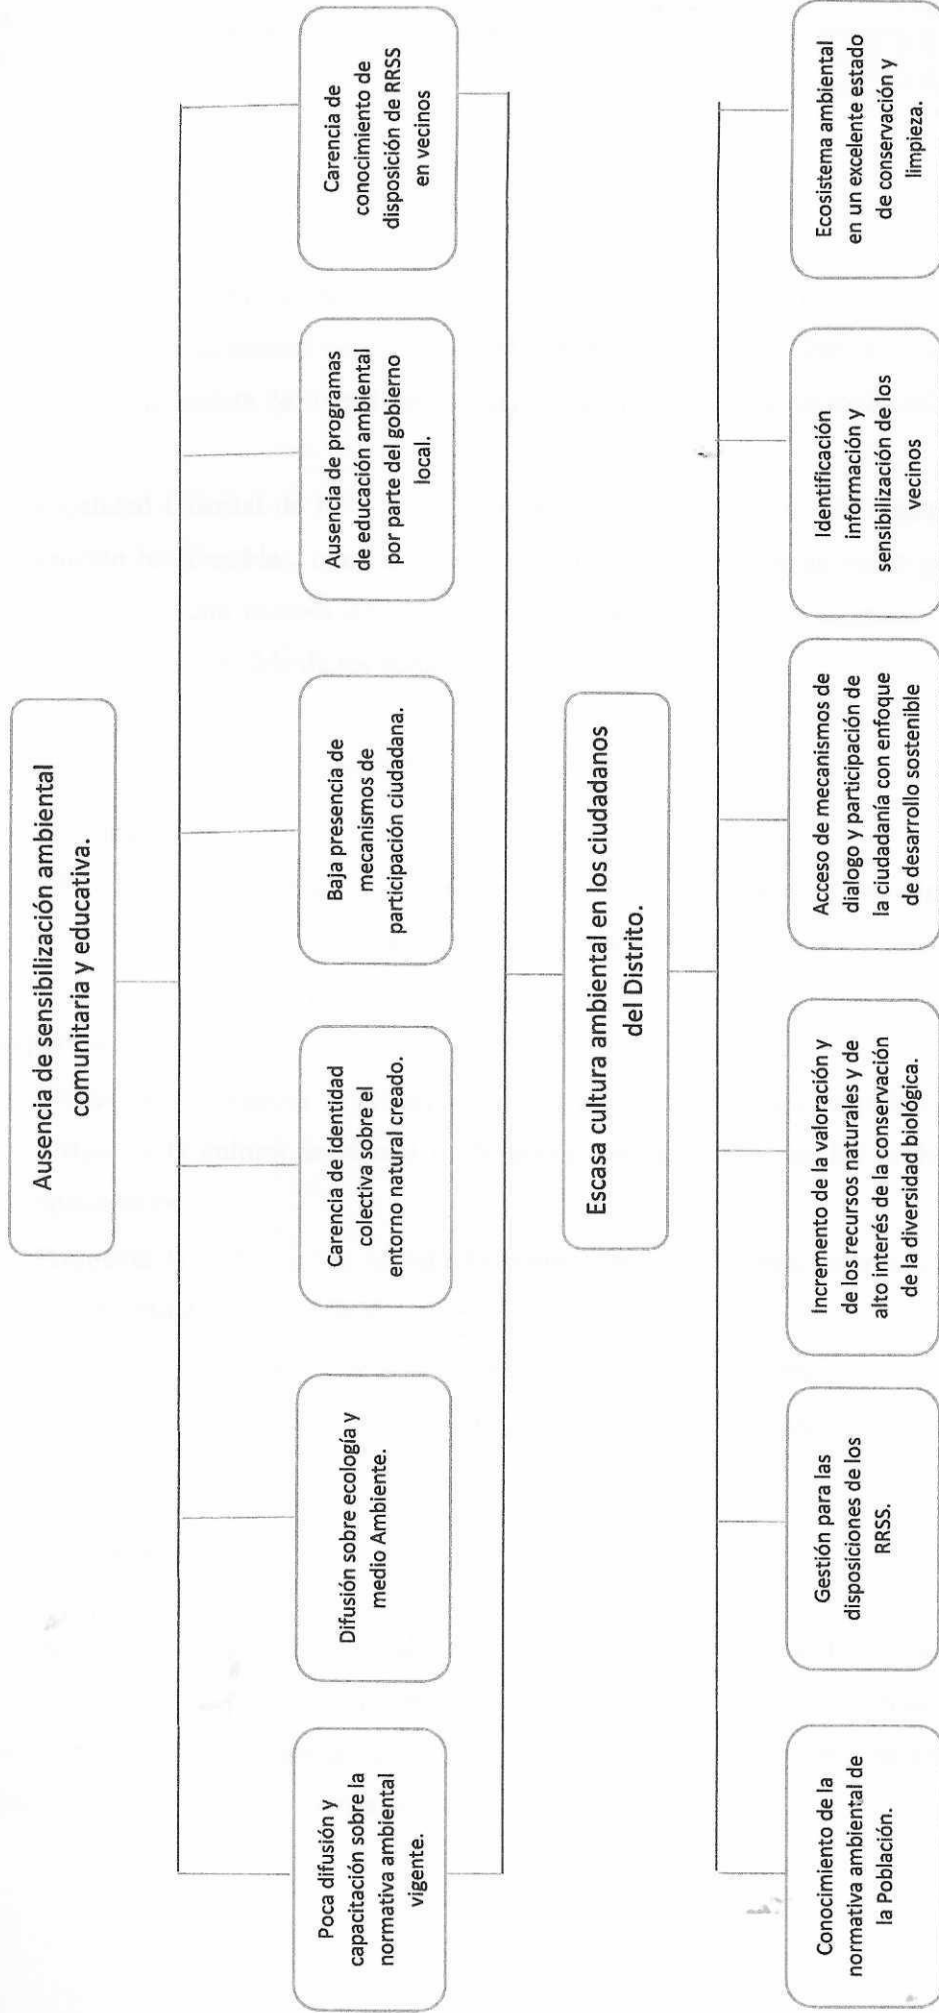 Ausencia de sensibilización ambiental
comunitaria y educativa.
Poca difusión y
capacitación sobre la
normativa ambiental
vigente.
Difusión sobre ecología y
medio Ambiente.
Carencia de identidad
colectiva sobre el
entorno natural creado.
Baja presencia de
mecanismos de
participación ciudadana.
Ausencia de programas
de educación ambiental
por parte del gobierno
local.
Carencia de
conocimiento de
disposición de RRSS
en vecinos
Escasa cultura ambiental en los ciudadanos
del Distrito.
Conocimiento de la
normativa ambiental de
la Población.
Gestión para las
disposiciones de los
RRSS.
Incremento de la valoración y
de los recursos naturales y de
alto interés de la conservación
de la diversidad biológica.
Acceso de mecanismos de
dialogo y participación de
la ciudadanía con enfoque
de desarrollo sostenible
Identificación
información y
sensibilización de los
vecinos
Ecosistema ambiental
en un excelente estado
de conservación y
limpieza.